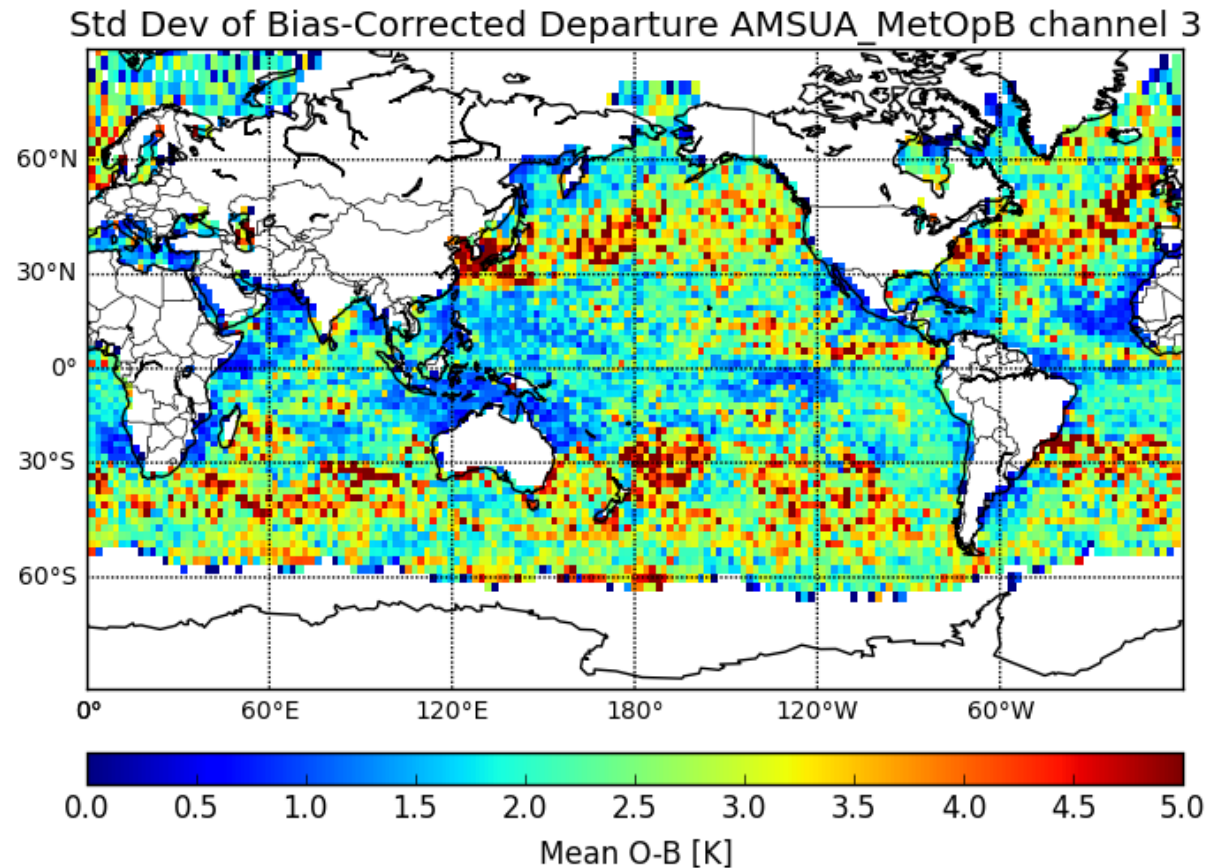 Std Dev of Bias-Corrected Departure AMSUA_MetOpB channel 3
60°N
30°N
0°
30°S
60°S
0° 60°E 120°E 180° 120°W 60°W
0.0 0.5 1.0 1.5 2.0 2.5 3.0 3.5 4.0 4.5 5.0
Mean O-B [K]